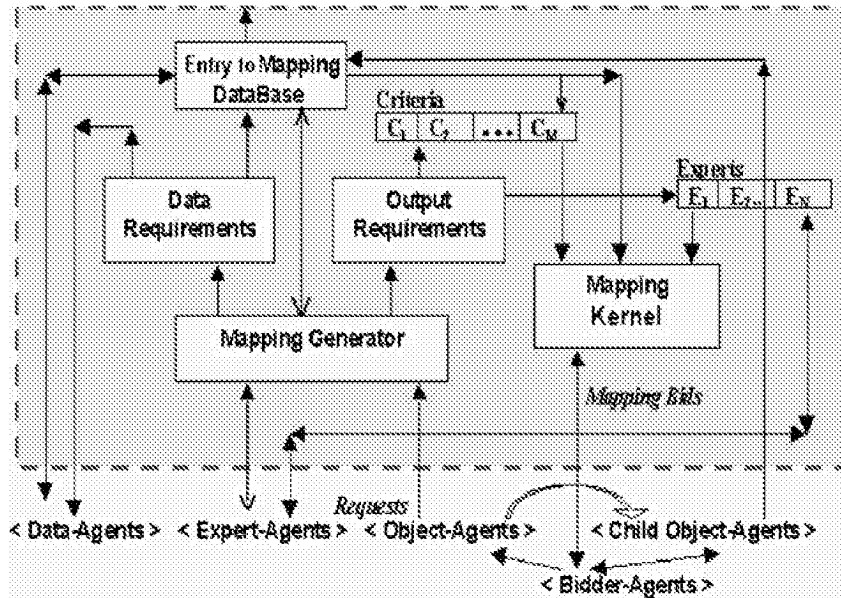 Entry to Mapping
DataBase
Criteria
C1 C2 ... CM
Experts
E1 E2.. EN
Data
Requirements
Output
Requirements
Mapping
Kernel
Mapping Generator
Mapping Bids
Requests
< Data-Agents > < Expert-Agents > < Object-Agents > < Child Object-Agents >
< Bidder-Agents >